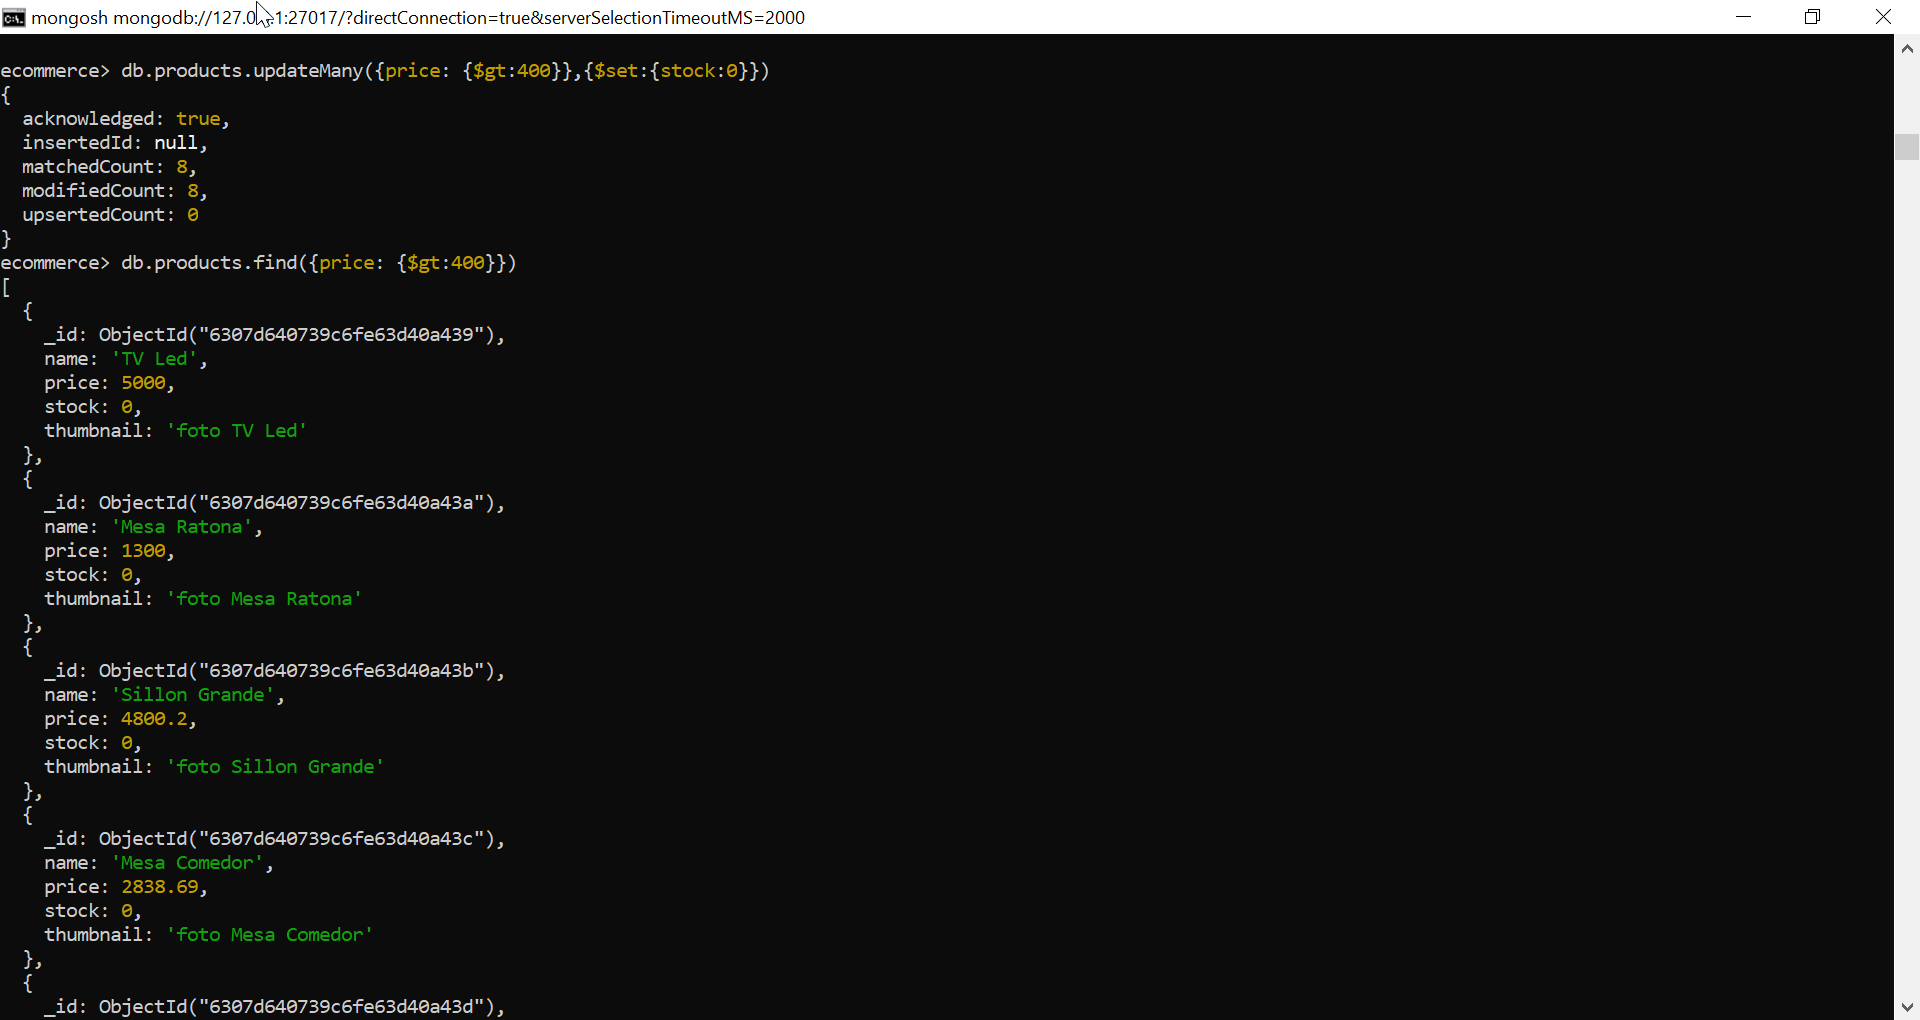 mongosh mongodb://127.0 1:27017/?directConnection=true&serverSelectionTimeoutMS=2000
ecommerce> db.products.updateMany({price: {$gt:400}},{$set:{stock:0}})
{
  acknowledged: true,
  insertedId: null,
  matchedCount: 8,
  modifiedCount: 8,
  upsertedCount: 0
}
ecommerce> db.products.find({price: {$gt:400}})
[
  {
    _id: ObjectId("6307d640739c6fe63d40a439"),
    name: 'TV Led',
    price: 5000,
    stock: 0,
    thumbnail: 'foto TV Led'
  },
  {
    _id: ObjectId("6307d640739c6fe63d40a43a"),
    name: 'Mesa Ratona',
    price: 1300,
    stock: 0,
    thumbnail: 'foto Mesa Ratona'
  },
  {
    _id: ObjectId("6307d640739c6fe63d40a43b"),
    name: 'Sillon Grande',
    price: 4800.2,
    stock: 0,
    thumbnail: 'foto Sillon Grande'
  },
  {
    _id: ObjectId("6307d640739c6fe63d40a43c"),
    name: 'Mesa Comedor',
    price: 2838.69,
    stock: 0,
    thumbnail: 'foto Mesa Comedor'
  },
  {
    _id: ObjectId("6307d640739c6fe63d40a43d"),